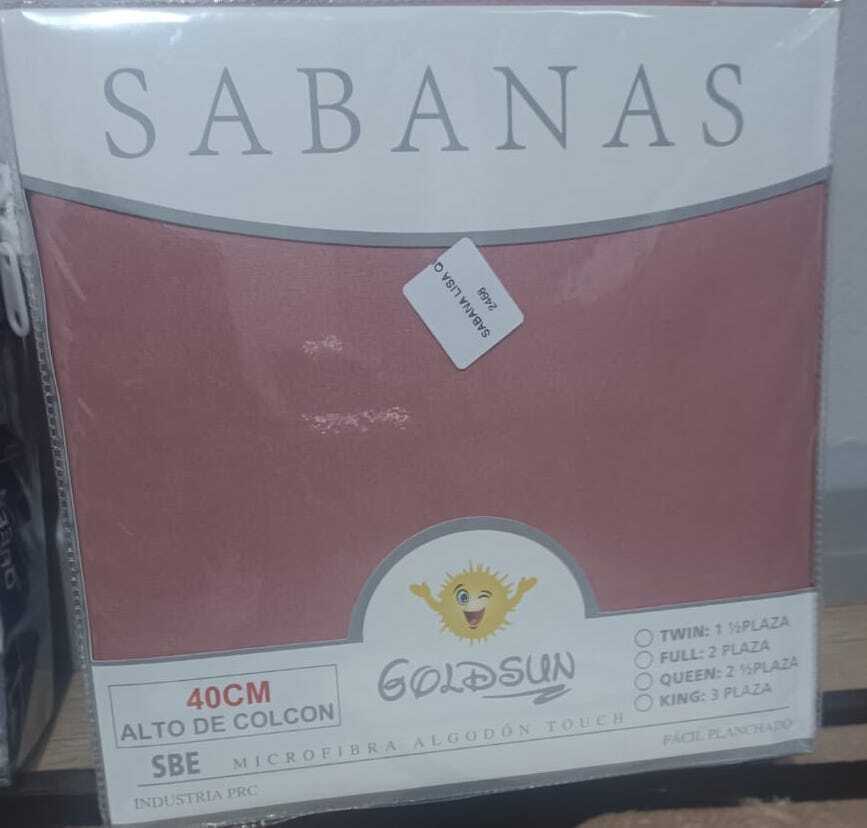 SABANAS
SABANA LISA Q
2468
GOLDSUN
TWIN: 1 ½PLAZA
FULL: 2 PLAZA
QUEEN: 2 ½PLAZA
KING: 3 PLAZA
40CM
ALTO DE COLCON
SBE MICROFIBRA ALGODÓN TOUCH
FÁCIL PLANCHADO
INDUSTRIA PRC